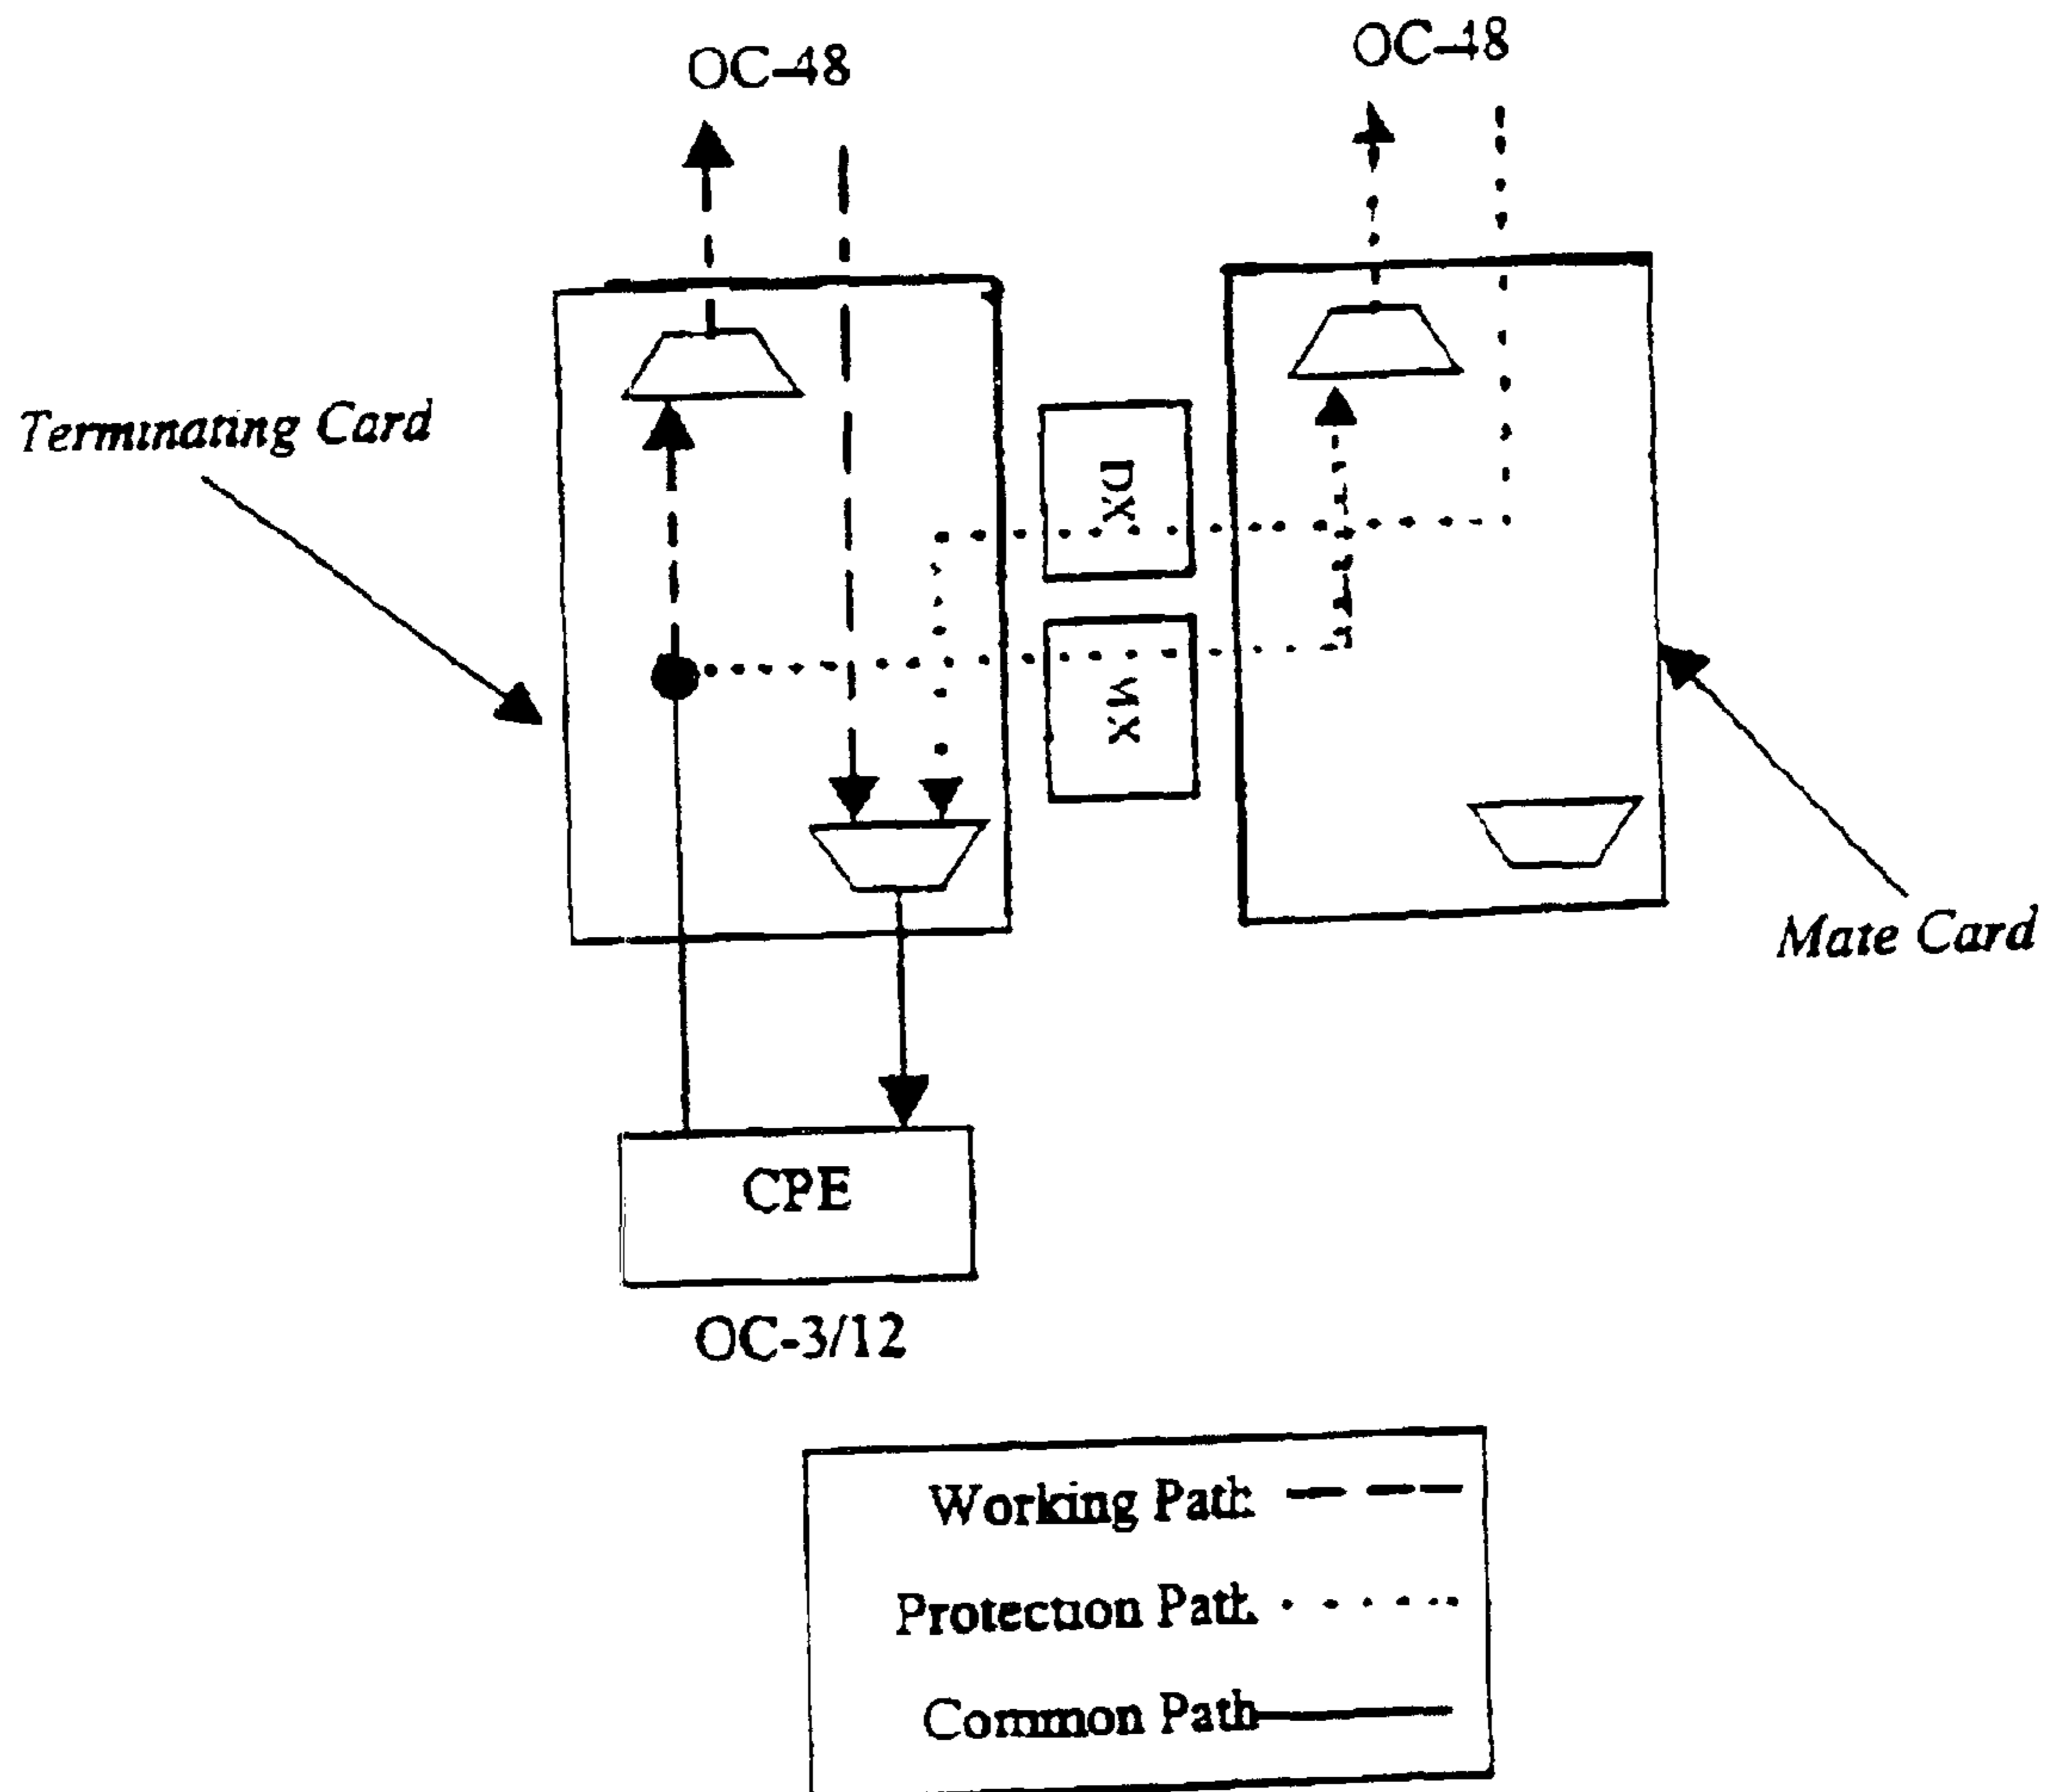 OC-48
OC-48
Terminating Card
DX
MX
Mate Card
CPE
OC-3/12
Working Path
Protection Path
Common Path